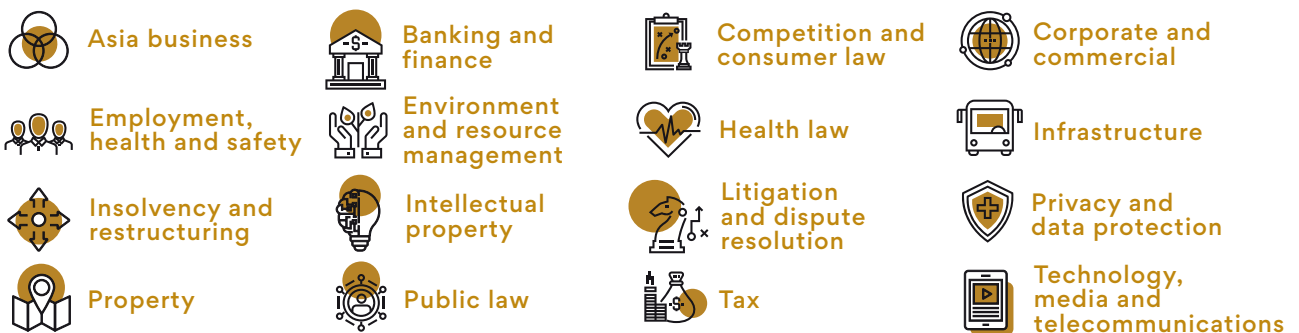 Asia business
Banking and
finance
Competition and
consumer law
Corporate and
commercial
Employment,
health and safety
Environment
and resource
management
Health law
Infrastructure
Insolvency and
restructuring
Intellectual
property
Litigation
and dispute
resolution
Privacy and
data protection
Property
Public law
Tax
Technology,
media and
telecommunications